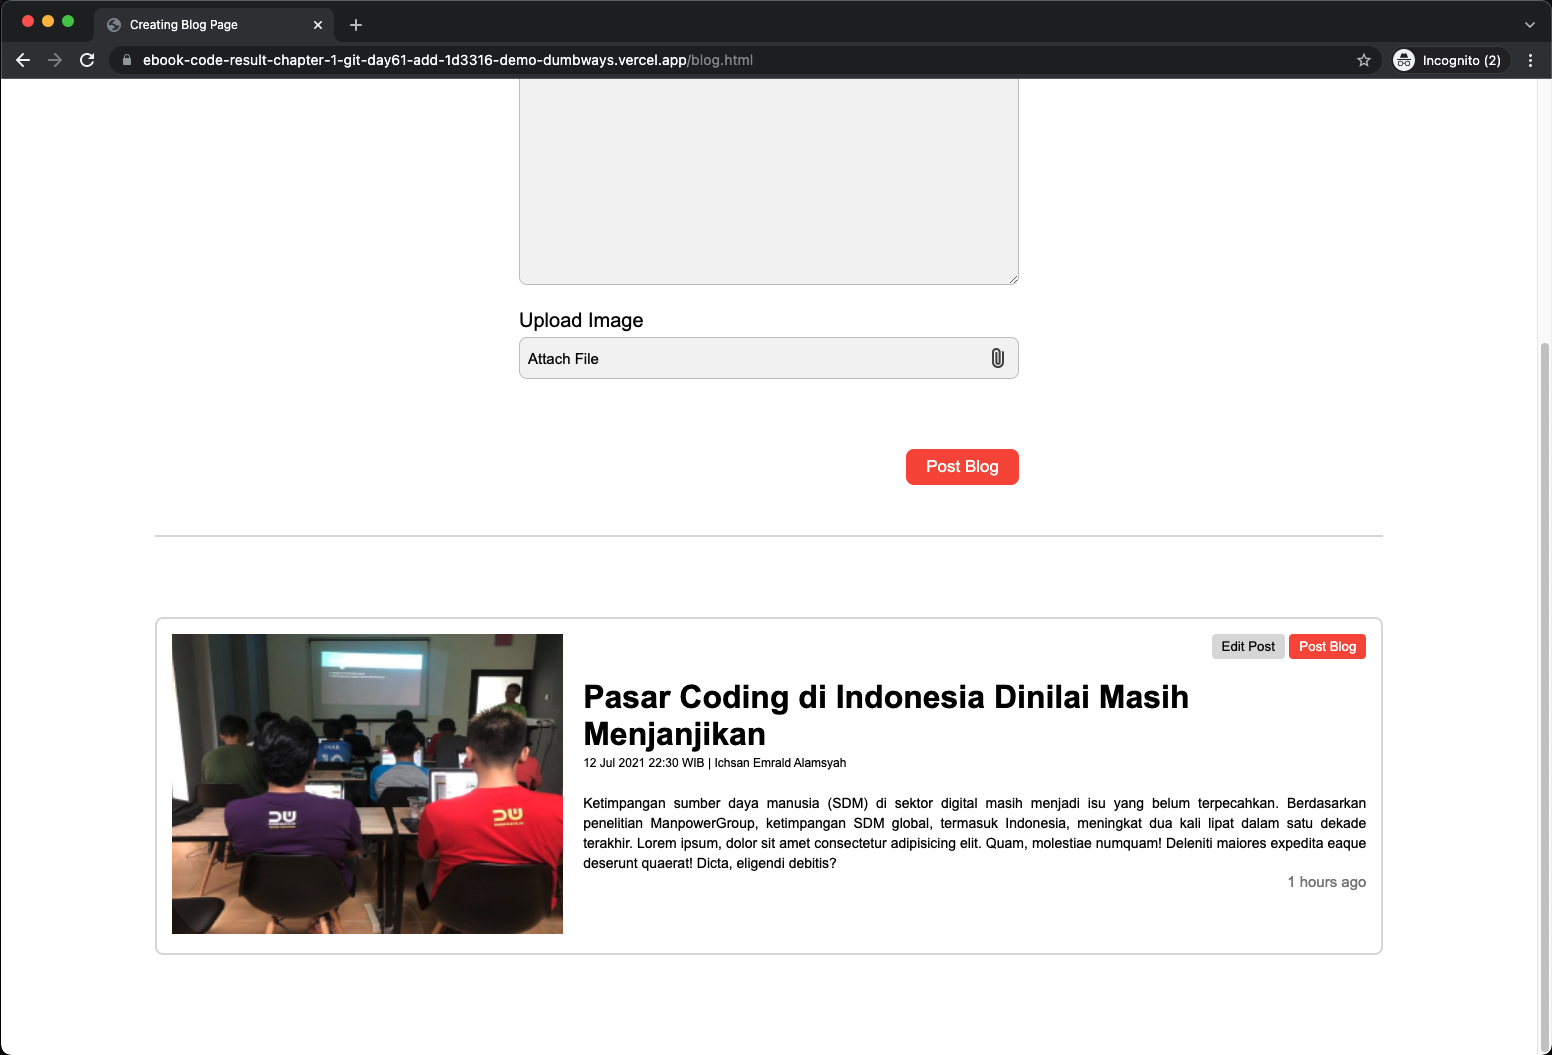 Creating Blog Page
ebook-code-result-chapter-1-git-day61-add-1d3316-demo-dumbways.vercel.app/blog.html
Incognito (2)
Upload Image
Attach File
Post Blog
Edit Post
Post Blog
Pasar Coding di Indonesia Dinilai Masih
Menjanjikan
12 Jul 2021 22:30 WIB | Ichsan Emrald Alamsyah
Ketimpangan sumber daya manusia (SDM) di sektor digital masih menjadi isu yang belum terpecahkan. Berdasarkan
penelitian ManpowerGroup, ketimpangan SDM global, termasuk Indonesia, meningkat dua kali lipat dalam satu dekade
terakhir. Lorem ipsum, dolor sit amet consectetur adipisicing elit. Quam, molestiae numquam! Deleniti maiores expedita eaque
deserunt quaerat! Dicta, eligendi debitis?
1 hours ago